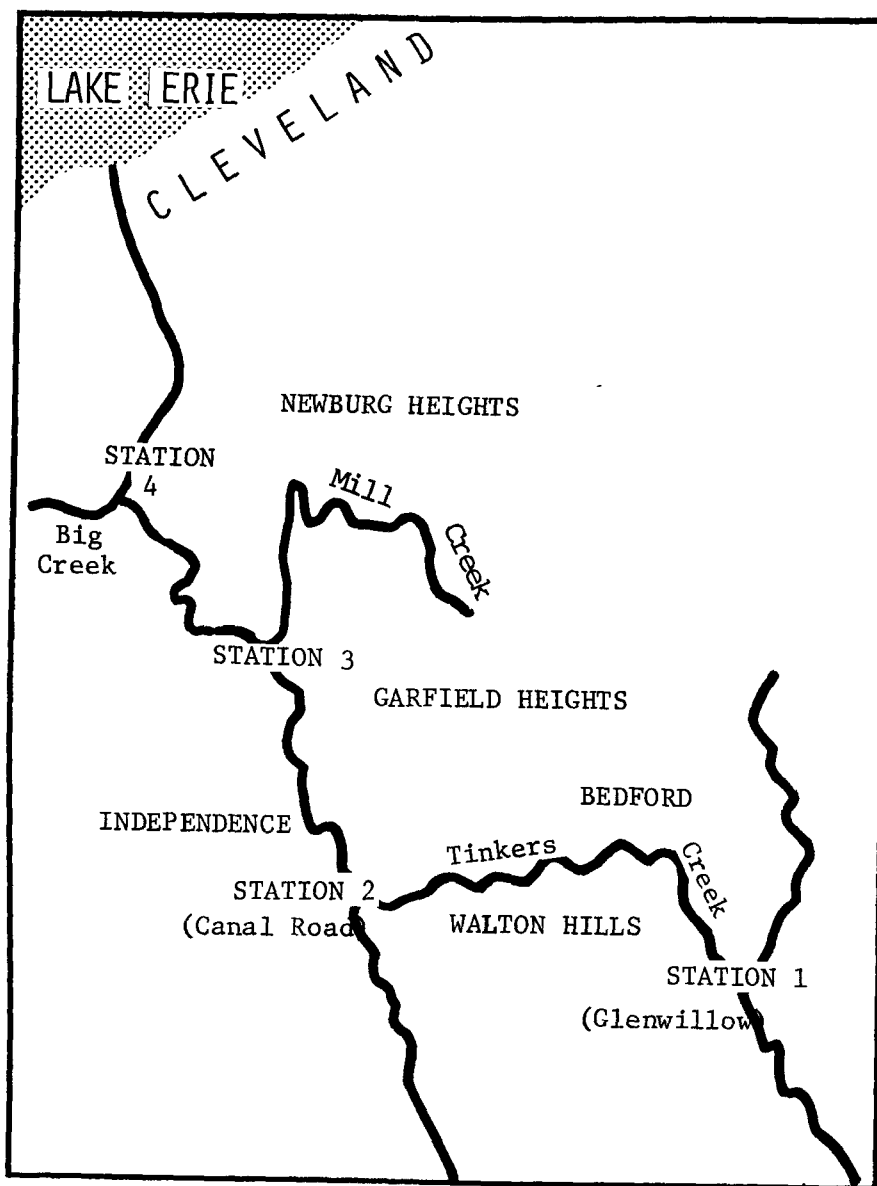 LAKE ERIE
CLEVELAND
NEWBURG HEIGHTS
STATION
4
Mill
Creek
Big
Creek
STATION 3
GARFIELD HEIGHTS
BEDFORD
INDEPENDENCE
Tinkers
Creek
STATION 2
(Canal Road)
WALTON HILLS
STATION 1
(Glenwillow)